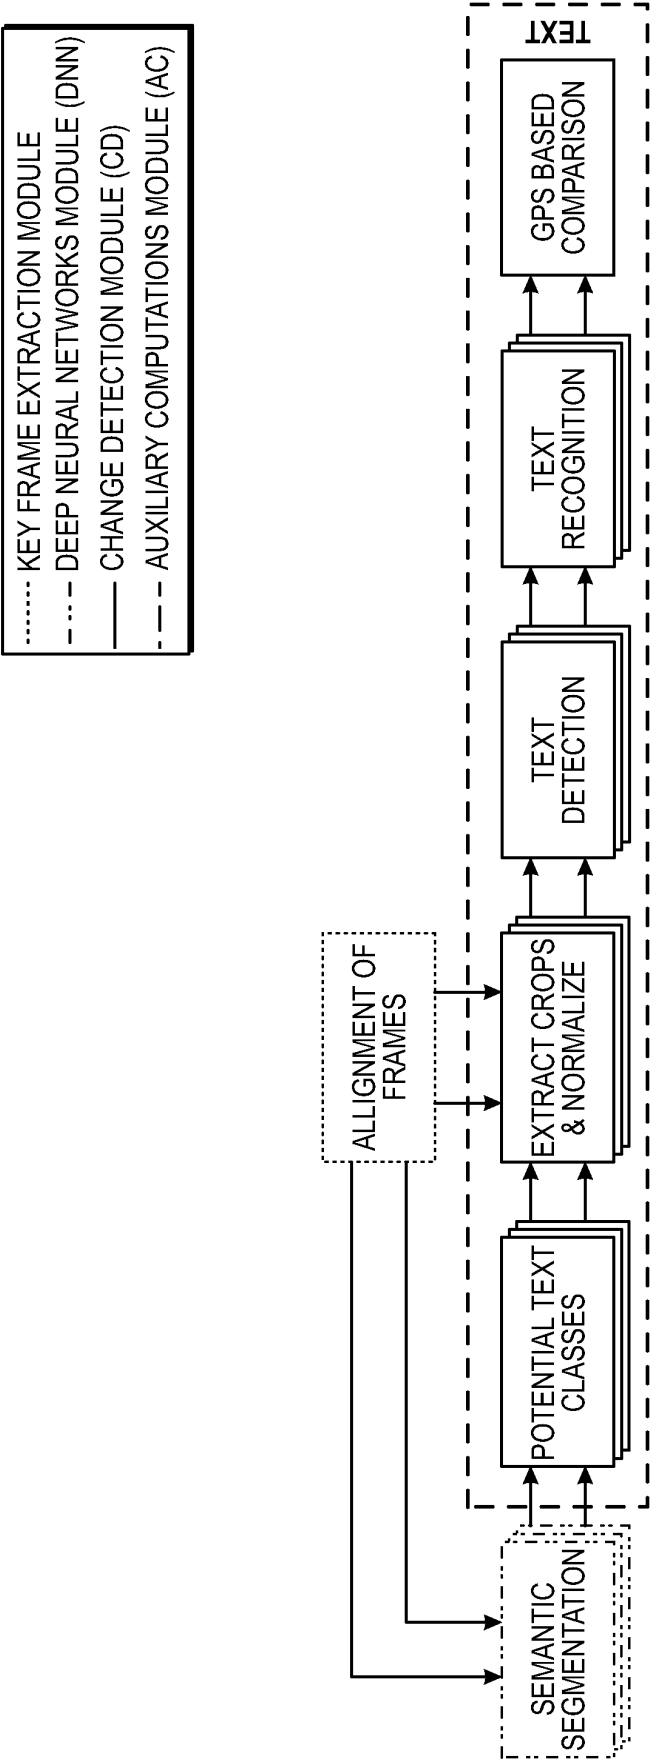 KEY FRAME EXTRACTION MODULE
DEEP NEURAL NETWORKS MODULE (DNN)
CHANGE DETECTION MODULE (CD)
AUXILIARY COMPUTATIONS MODULE (AC)
ALLIGNMENT OF
FRAMES
SEMANTIC
SEGMENTATION
POTENTIAL TEXT
CLASSES
EXTRACT CROPS
& NORMALIZE
TEXT
DETECTION
TEXT
RECOGNITION
GPS BASED
COMPARISON
TEXT